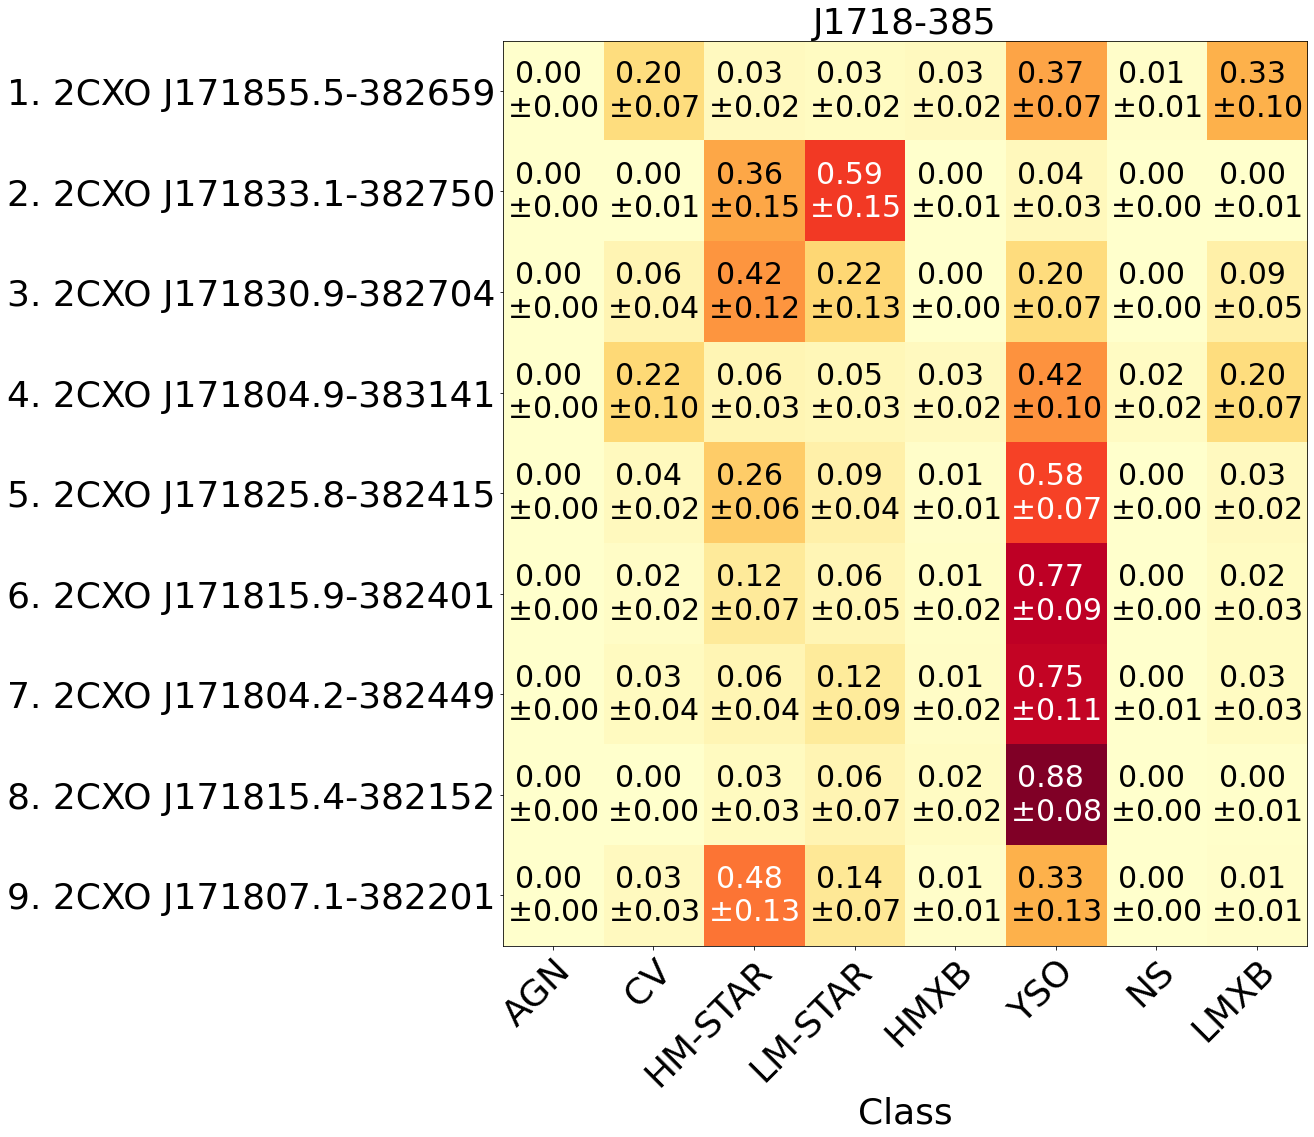 J1718-385
1. 2CXO J171855.5-382659
0.00 0.20 0.03 0.03 0.03 0.37 0.01 0.33
±0.00 ±0.07 ±0.02 ±0.02 ±0.02 ±0.07 ±0.01 ±0.10
2. 2CXO J171833.1-382750
0.00 0.00 0.36 0.59 0.00 0.04 0.00 0.00
±0.00 ±0.01 ±0.15 ±0.15 ±0.01 ±0.03 ±0.00 ±0.01
3. 2CXO J171830.9-382704
0.00 0.06 0.42 0.22 0.00 0.20 0.00 0.09
±0.00 ±0.04 ±0.12 ±0.13 ±0.00 ±0.07 ±0.00 ±0.05
4. 2CXO J171804.9-383141
0.00 0.22 0.06 0.05 0.03 0.42 0.02 0.20
±0.00 ±0.10 ±0.03 ±0.03 ±0.02 ±0.10 ±0.02 ±0.07
5. 2CXO J171825.8-382415
0.00 0.04 0.26 0.09 0.01 0.58 0.00 0.03
±0.00 ±0.02 ±0.06 ±0.04 ±0.01 ±0.07 ±0.00 ±0.02
6. 2CXO J171815.9-382401
0.00 0.02 0.12 0.06 0.01 0.77 0.00 0.02
±0.00 ±0.02 ±0.07 ±0.05 ±0.02 ±0.09 ±0.00 ±0.03
7. 2CXO J171804.2-382449
0.00 0.03 0.06 0.12 0.01 0.75 0.00 0.03
±0.00 ±0.04 ±0.04 ±0.09 ±0.02 ±0.11 ±0.01 ±0.03
8. 2CXO J171815.4-382152
0.00 0.00 0.03 0.06 0.02 0.88 0.00 0.00
±0.00 ±0.00 ±0.03 ±0.07 ±0.02 ±0.08 ±0.00 ±0.01
9. 2CXO J171807.1-382201
0.00 0.03 0.48 0.14 0.01 0.33 0.00 0.01
±0.00 ±0.03 ±0.13 ±0.07 ±0.01 ±0.13 ±0.00 ±0.01
AGN CV HM-STAR LM-STAR HMXB YSO NS LMXB
Class